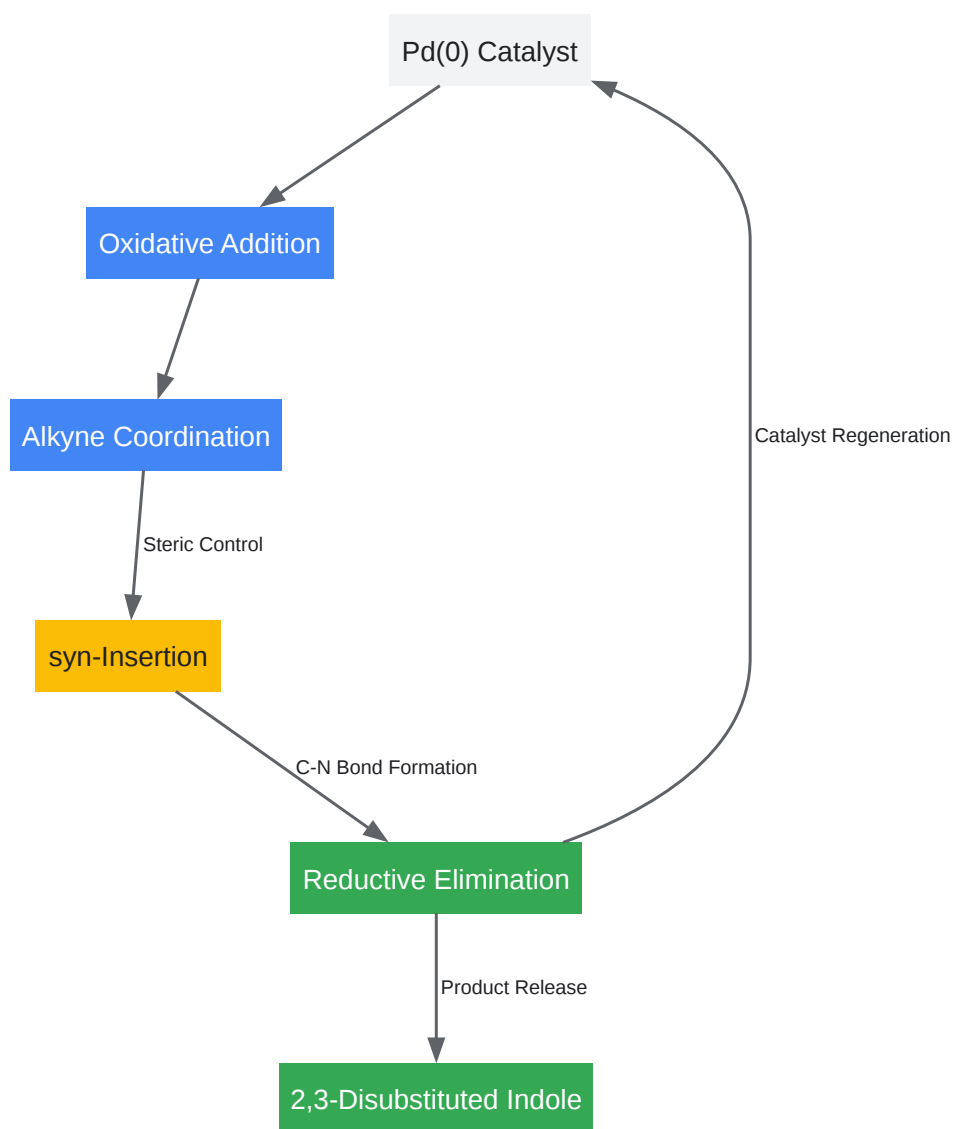 Pd(0) Catalyst
Oxidative Addition
Alkyne Coordination
Catalyst Regeneration
Steric Control
syn-Insertion
C-N Bond Formation
Reductive Elimination
Product Release
2,3-Disubstituted Indole